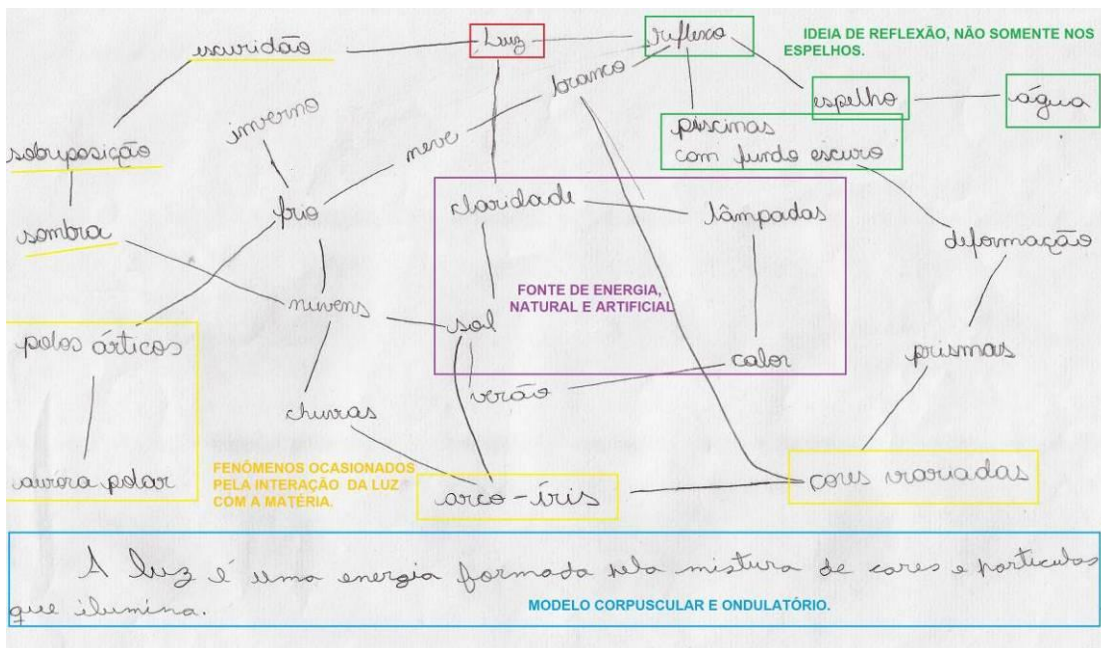 escuridão
Luz
reflexo
IDEIA DE REFLEXÃO, NÃO SOMENTE NOS
ESPELHOS.
branco
inverno
neve
espelho
água
piscinas
com fundo escuro
sobreposição
claridade
lâmpadas
frio
sombra
deformação
FONTE DE ENERGIA,
NATURAL E ARTIFICIAL
nuvens
sol
polos árticos
calor
prismas
verão
chuvas
FENÔMENOS OCASIONADOS
PELA INTERAÇÃO DA LUZ
COM A MATÉRIA.
auróra polar
arco-íris
cores variadas
A luz é uma energia formada pela mistura de cores e partículas
que ilumina.
MODELO CORPUSCULAR E ONDULATÓRIO.